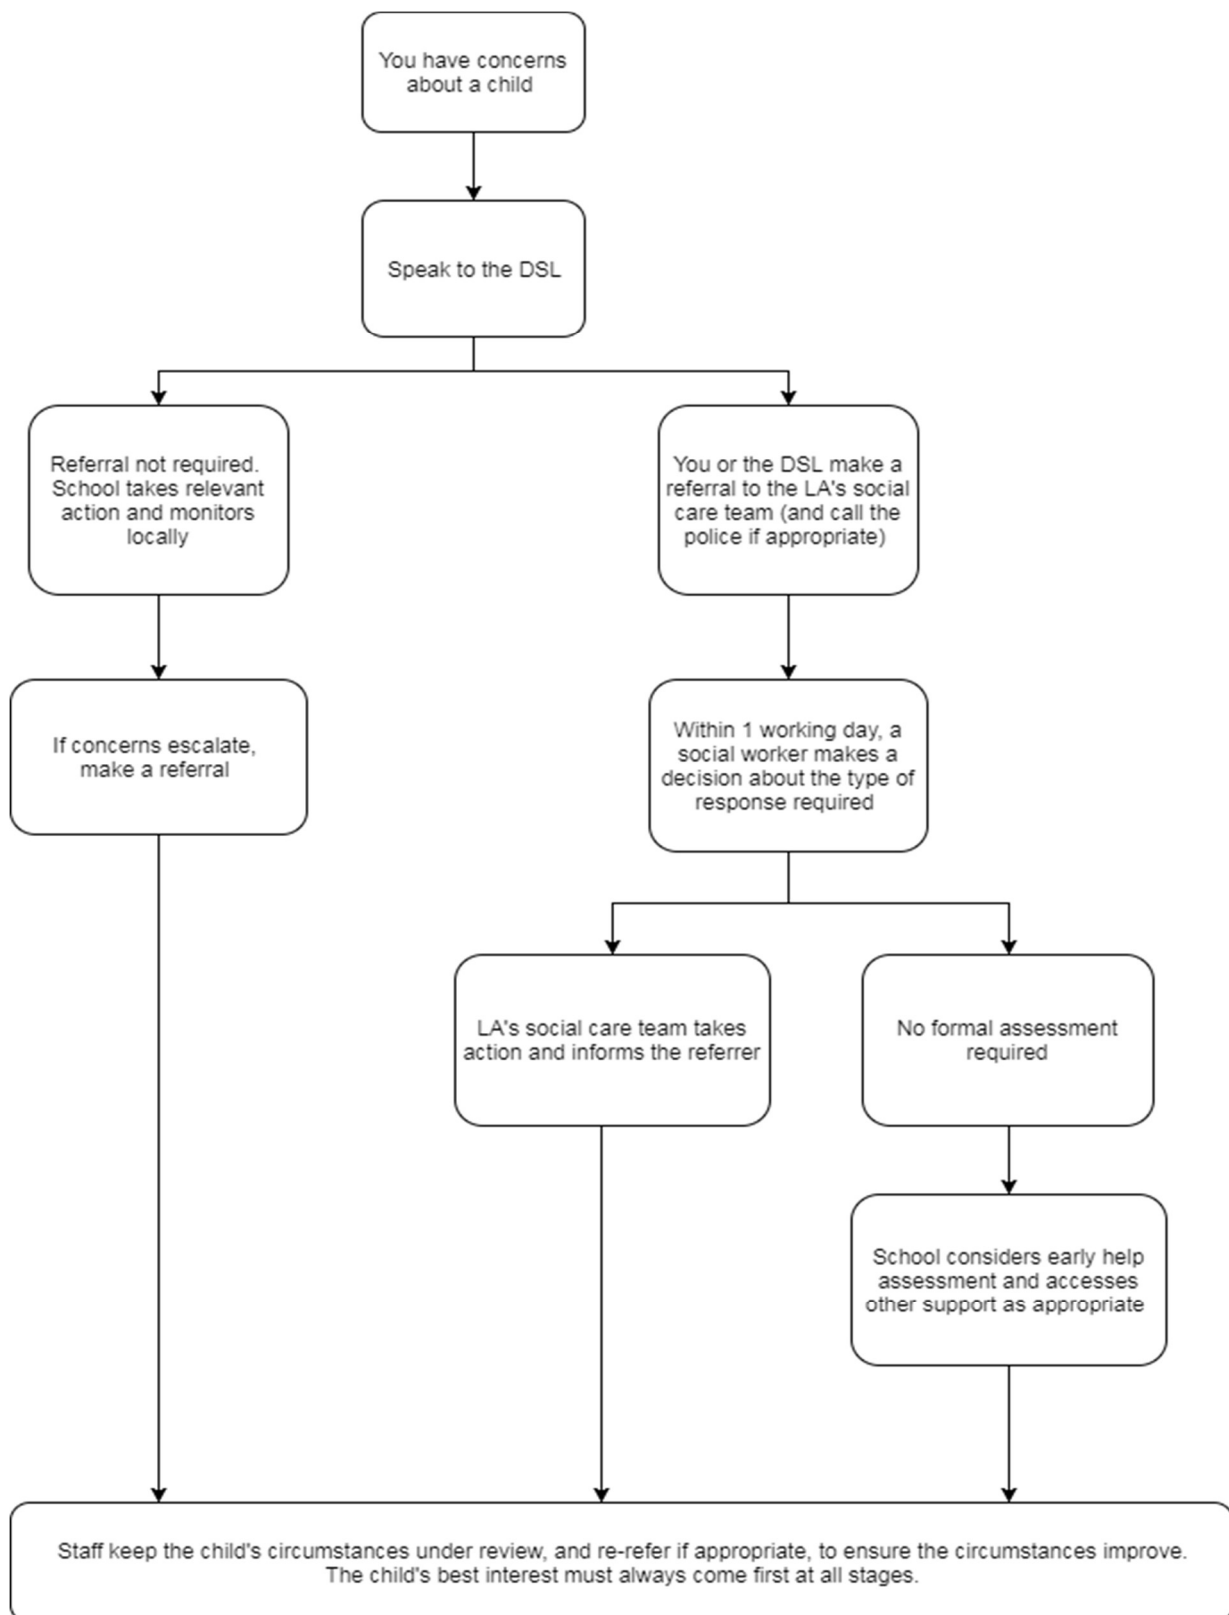 You have concerns
about a child
Speak to the DSL
Referral not required.
School takes relevant
action and monitors
locally
You or the DSL make a
referral to the LA's social
care team (and call the
police if appropriate)
If concerns escalate,
make a referral
Within 1 working day, a
social worker makes a
decision about the type of
response required
LA's social care team takes
action and informs the referrer
No formal assessment
required
School considers early help
assessment and accesses
other support as appropriate
Staff keep the child's circumstances under review, and re-refer if appropriate, to ensure the circumstances improve.
The child's best interest must always come first at all stages.